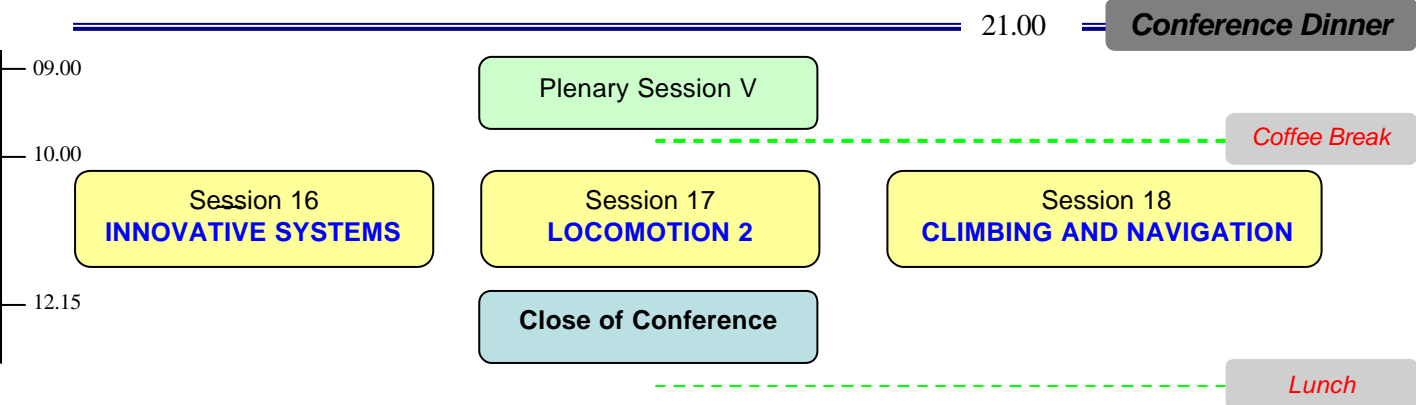 21.00 Conference Dinner
09.00
Plenary Session V
Coffee Break
10.00
Session 16
INNOVATIVE SYSTEMS
Session 17
LOCOMOTION 2
Session 18
CLIMBING AND NAVIGATION
12.15
Close of Conference
Lunch